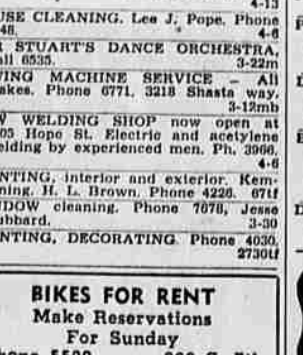 4-13
USE CLEANING. Lee J. Pope. Phone
48. 4-6
STUART'S DANCE ORCHESTRA,
all 6535. 3-22m
ING MACHINE SERVICE - All
akes. Phone 6771. 3218 Shasta way.
3-12mb
W WELDING SHOP now open at
05 Hope St. Electric and acetylene
elding by experienced men. Ph. 3966.
4-6
NTING, interior and exterior. Kem-
ning. H. L. Brown. Phone 4226. 67tf
NDOW cleaning. Phone 7678, Jesse
ubbard. 3-30
NTING, DECORATING. Phone 4030.
2730tf
BIKES FOR RENT
Make Reservations
For Sunday